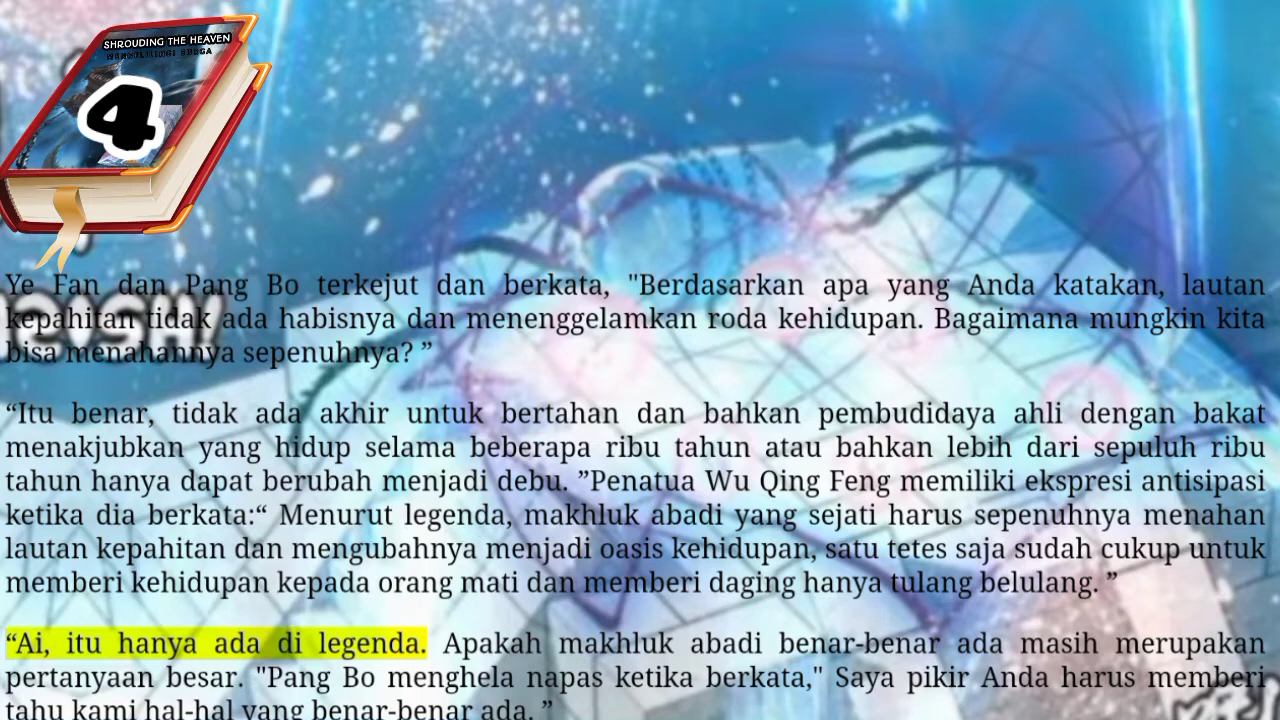 SHROUDING THE HEAVEN
4
Ye Fan dan Pang Bo terkejut dan berkata, "Berdasarkan apa yang Anda katakan, lautan
kepahitan tidak ada habisnya dan menenggelamkan roda kehidupan. Bagaimana mungkin kita
bisa menahannya sepenuhnya? ”
“Itu benar, tidak ada akhir untuk bertahan dan bahkan pembudidaya ahli dengan bakat
menakjubkan yang hidup selama beberapa ribu tahun atau bahkan lebih dari sepuluh ribu
tahun hanya dapat berubah menjadi debu. ”Penatua Wu Qing Feng memiliki ekspresi antisipasi
ketika dia berkata:“ Menurut legenda, makhluk abadi yang sejati harus sepenuhnya menahan
lautan kepahitan dan mengubahnya menjadi oasis kehidupan, satu tetes saja sudah cukup untuk
memberi kehidupan kepada orang mati dan memberi daging hanya tulang belulang. ”
“Ai, itu hanya ada di legenda. Apakah makhluk abadi benar-benar ada masih merupakan
pertanyaan besar. "Pang Bo menghela napas ketika berkata," Saya pikir Anda harus memberi
tahu kami hal-hal yang benar-benar ada. ”